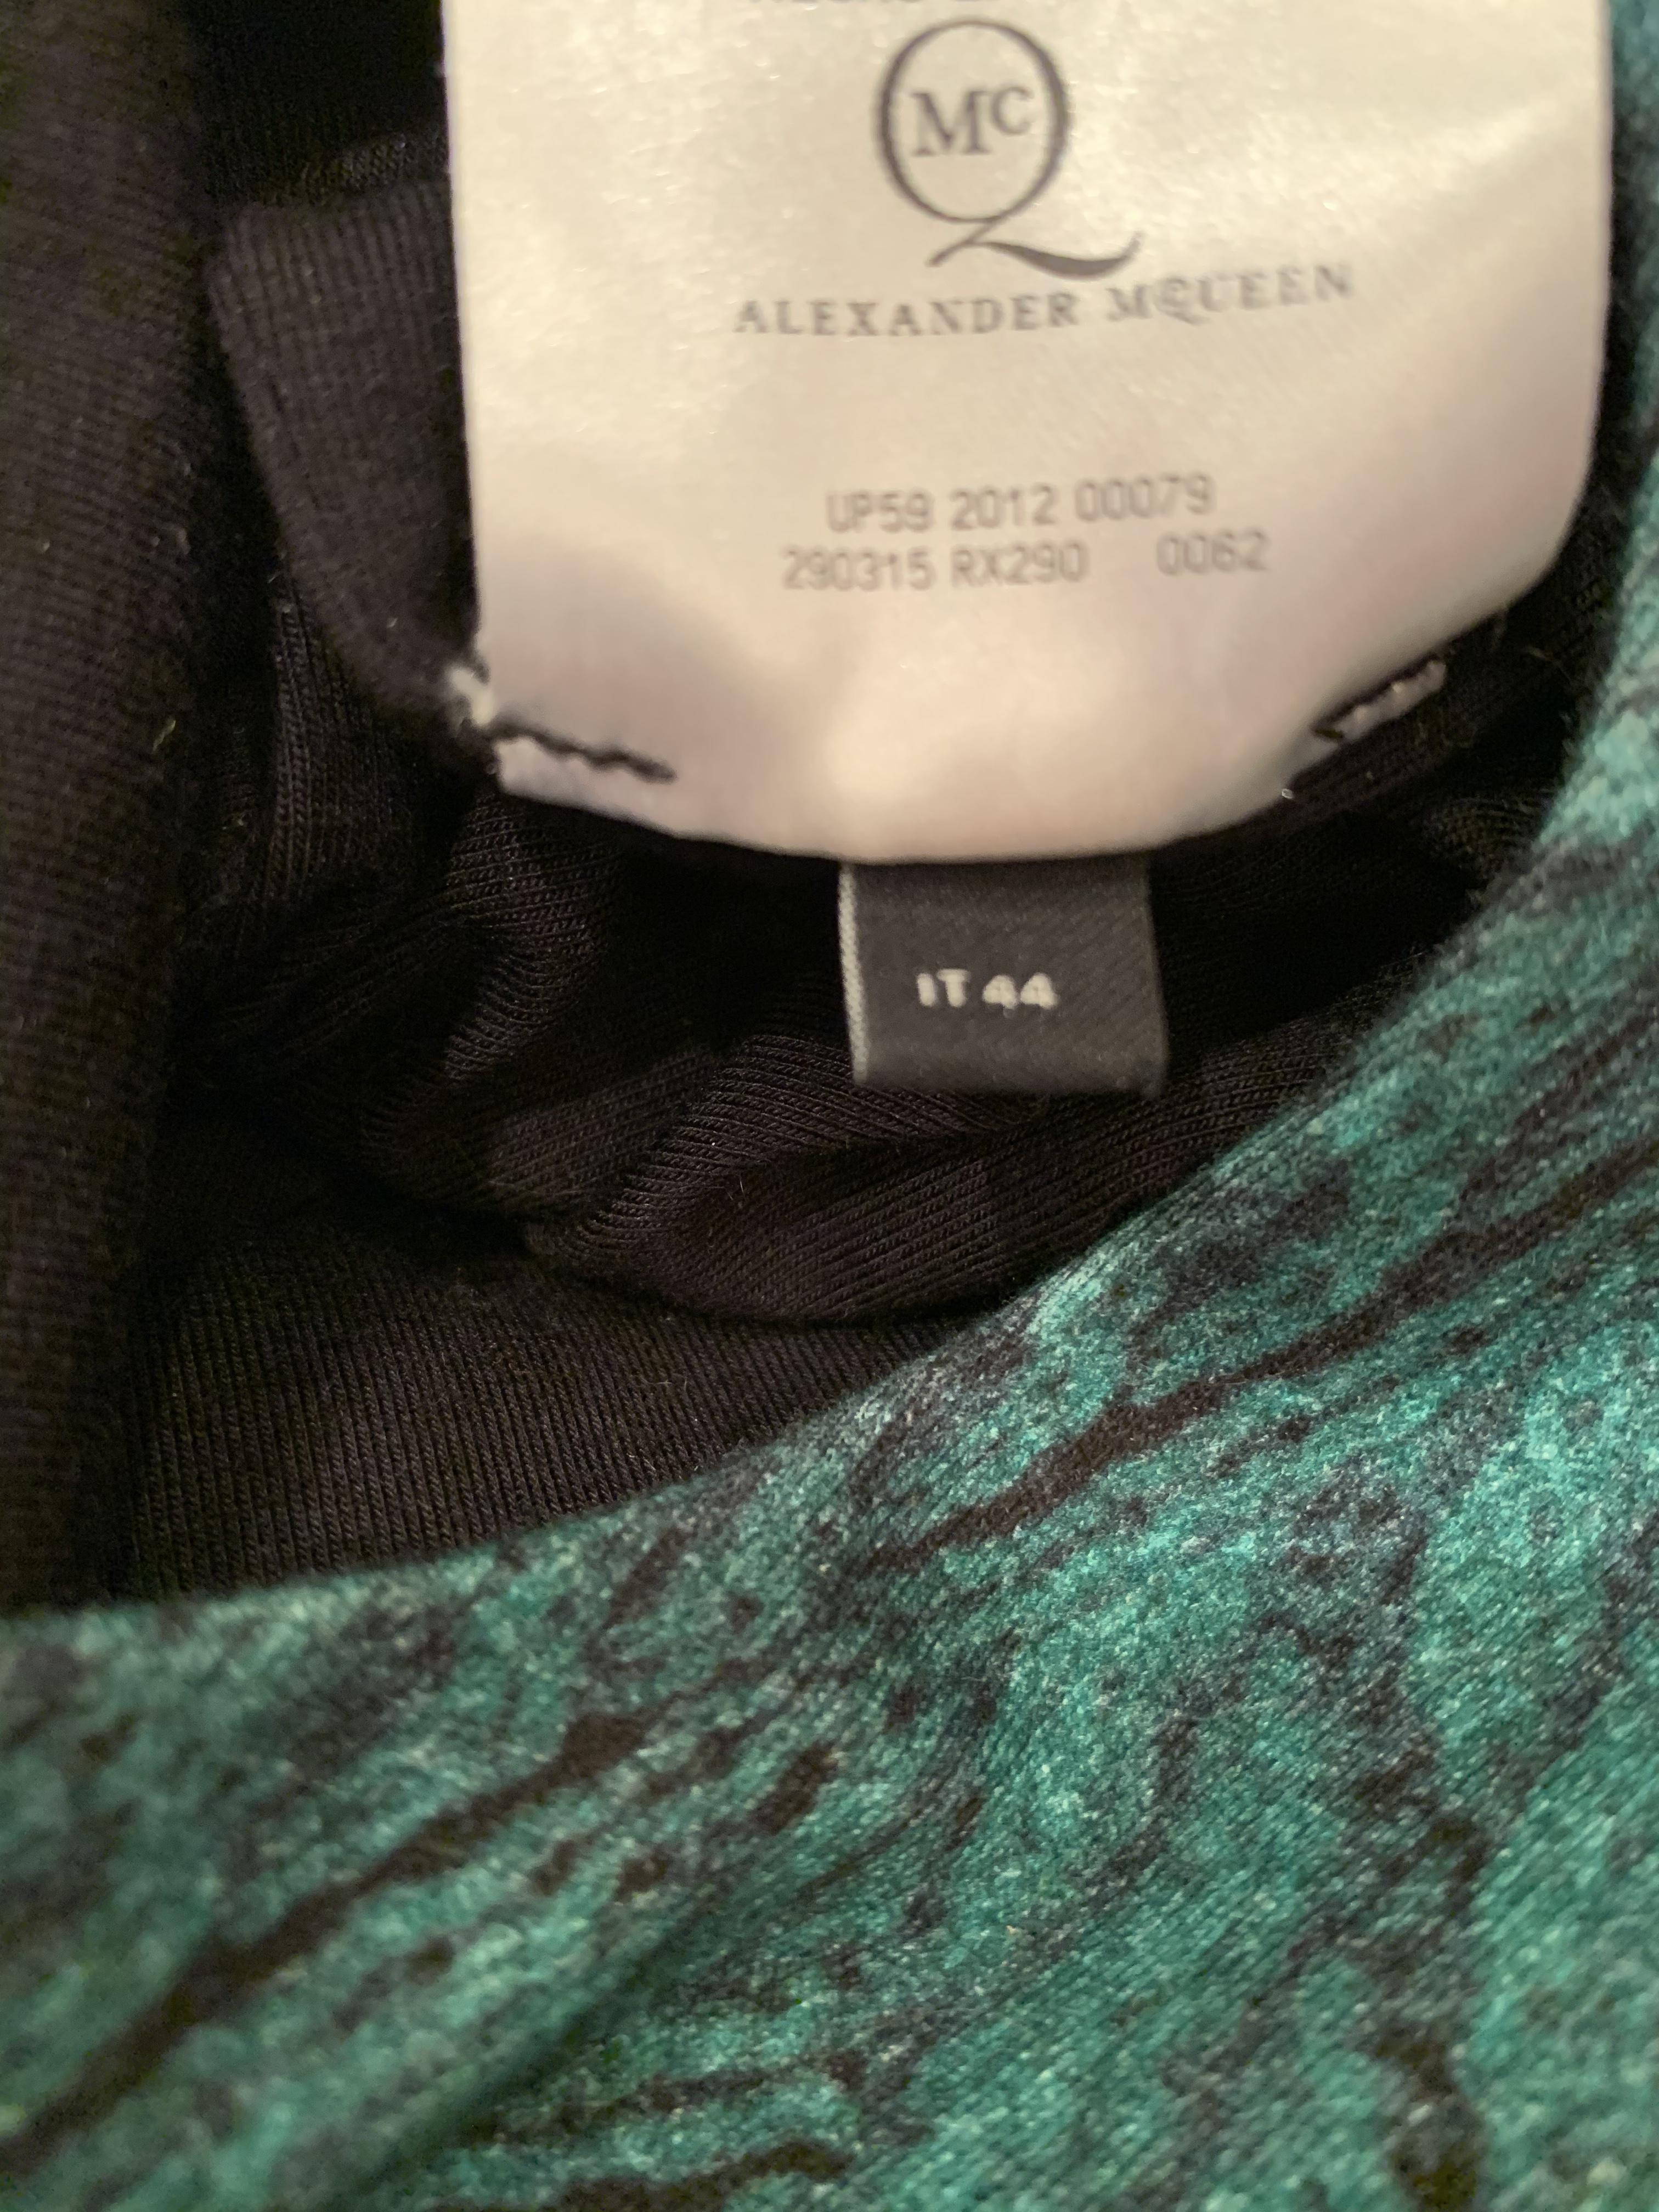 McQ
ALEXANDER MCQUEEN
UP59 2012 00079
290315 RX290 0062
IT 44